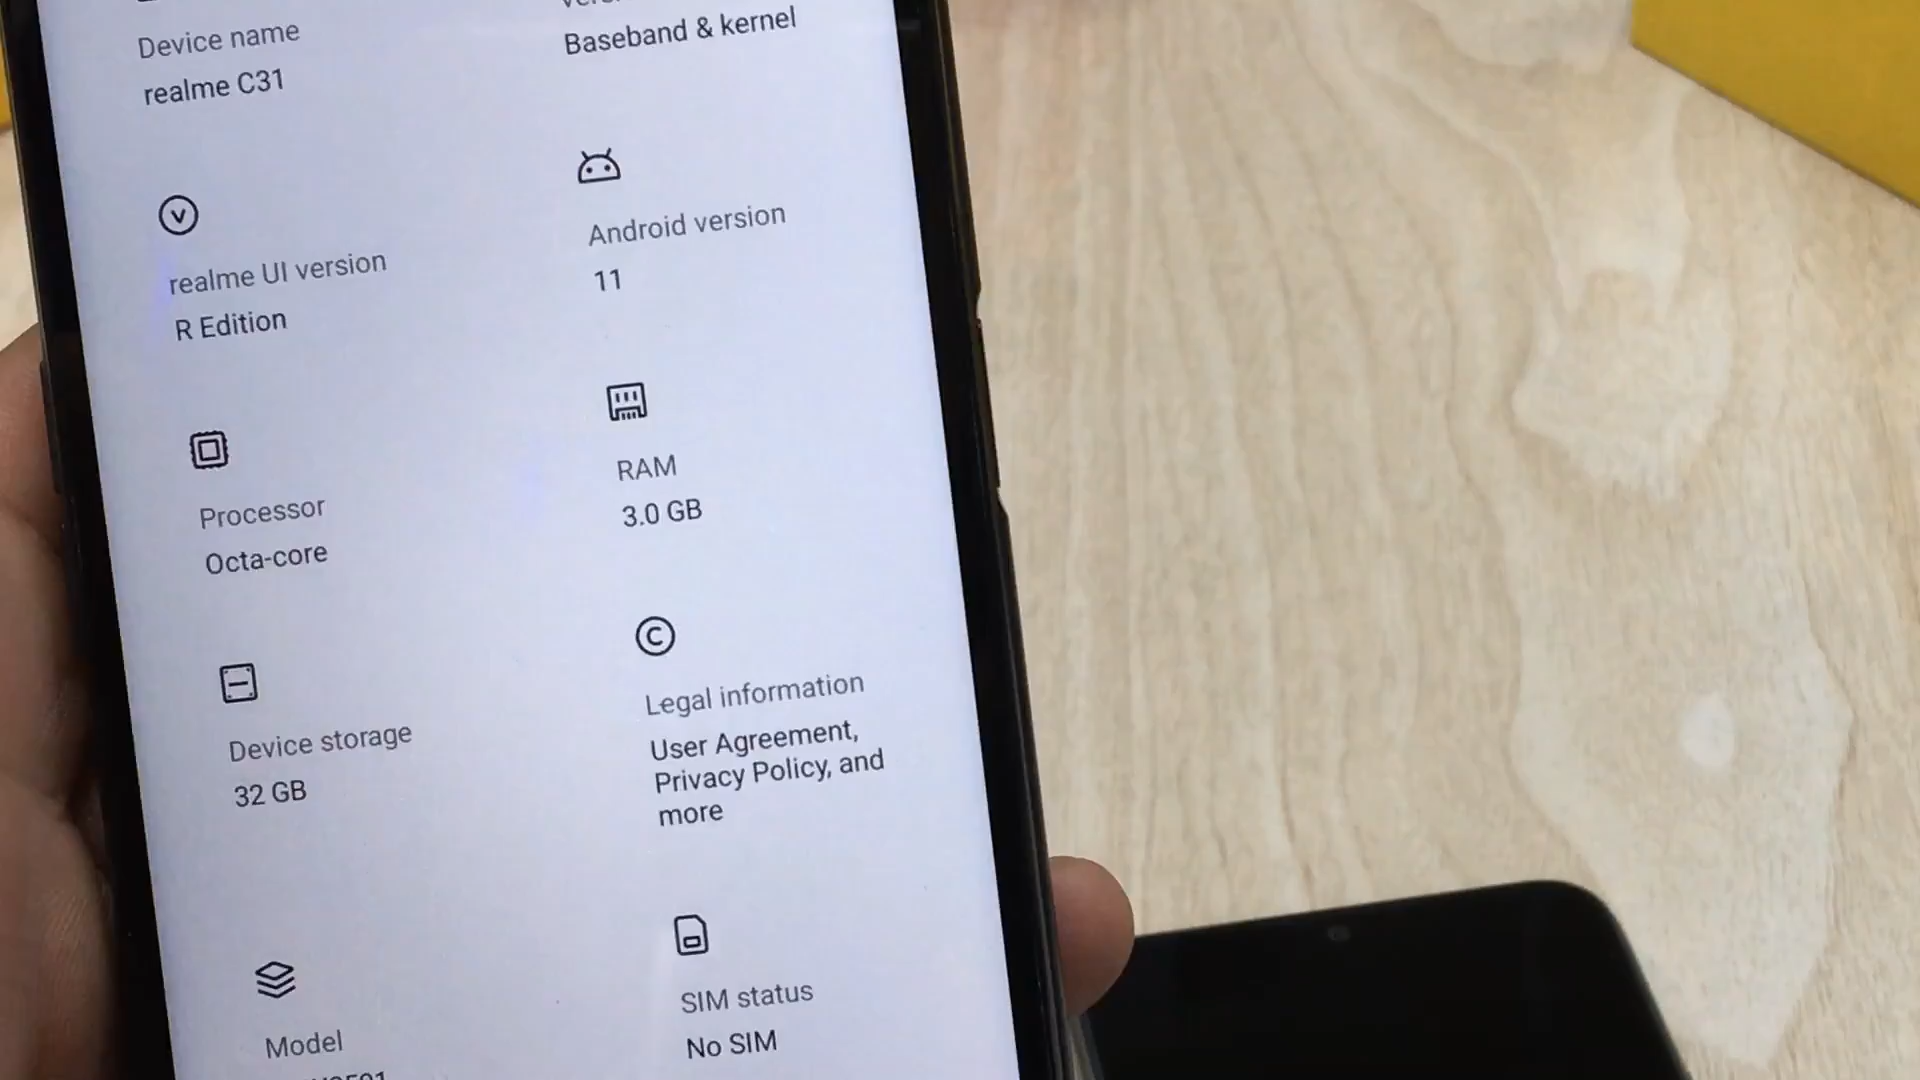 Device name
realme C31
Baseband & kernel
realme UI version
R Edition
Android version
11
Processor
Octa-core
RAM
3.0 GB
Device storage
32 GB
Legal information
User Agreement,
Privacy Policy, and
more
Model
SIM status
No SIM